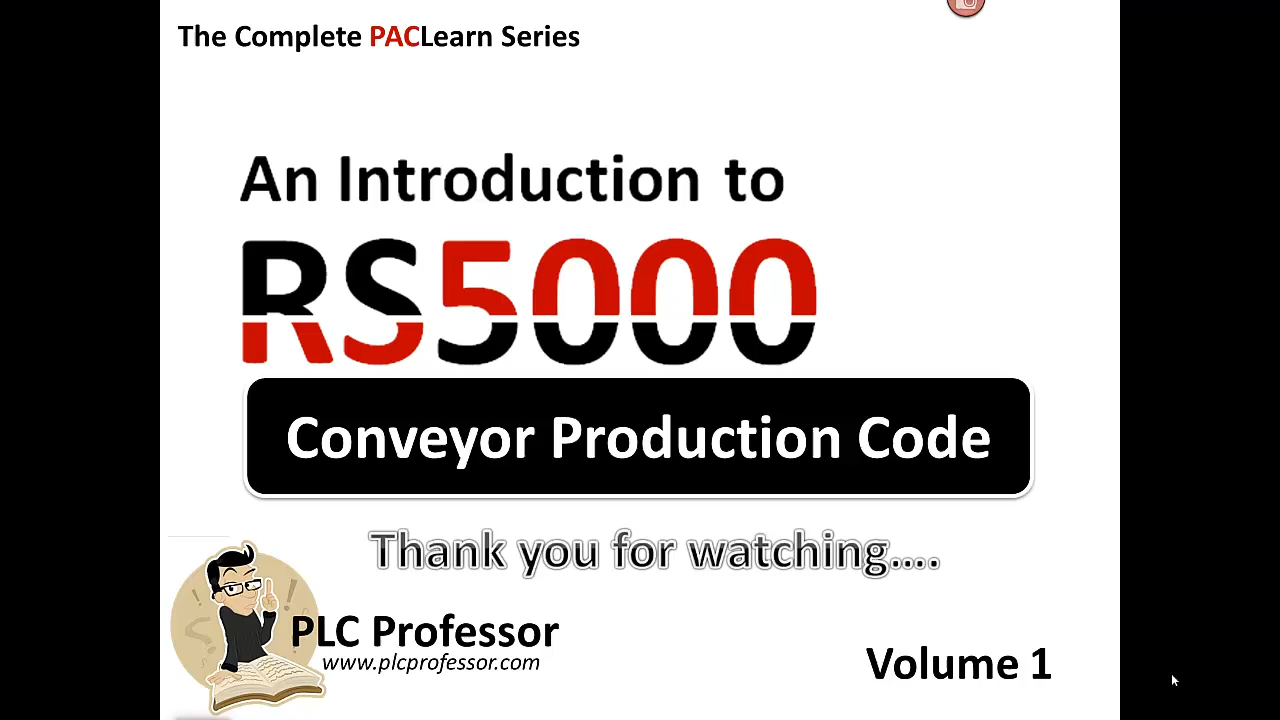 The Complete PACLearn Series
An Introduction to
RS5000
Conveyor Production Code
Thank you for watching....
PLC Professor
www.plcprofessor.com
Volume 1